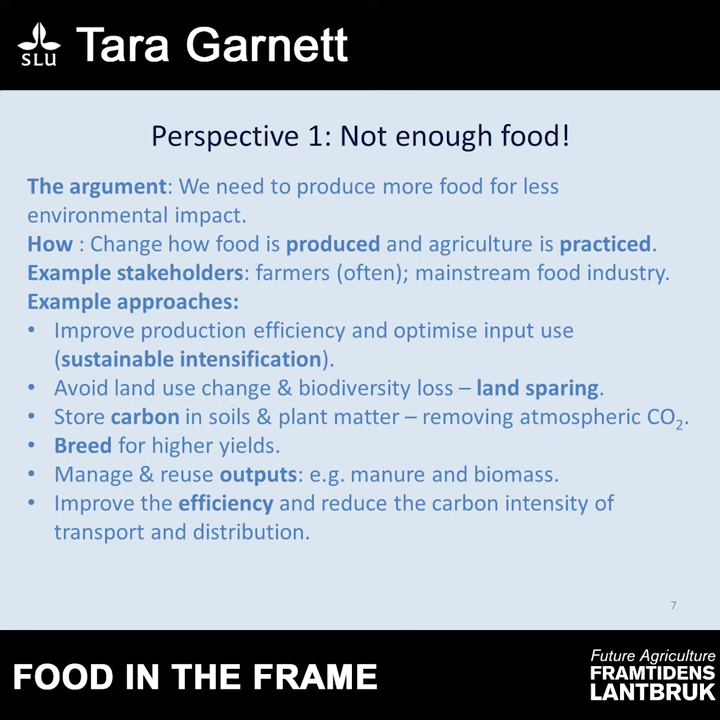 SLU
Tara Garnett
Perspective 1: Not enough food!
The argument: We need to produce more food for less
environmental impact.
How : Change how food is produced and agriculture is practiced.
Example stakeholders: farmers (often); mainstream food industry.
Example approaches:
• Improve production efficiency and optimise input use
(sustainable intensification).
• Avoid land use change & biodiversity loss – land sparing.
• Store carbon in soils & plant matter – removing atmospheric CO₂.
• Breed for higher yields.
• Manage & reuse outputs: e.g. manure and biomass.
• Improve the efficiency and reduce the carbon intensity of
transport and distribution.
7
FOOD IN THE FRAME
Future Agriculture
FRAMTIDENS
LANTBRUK